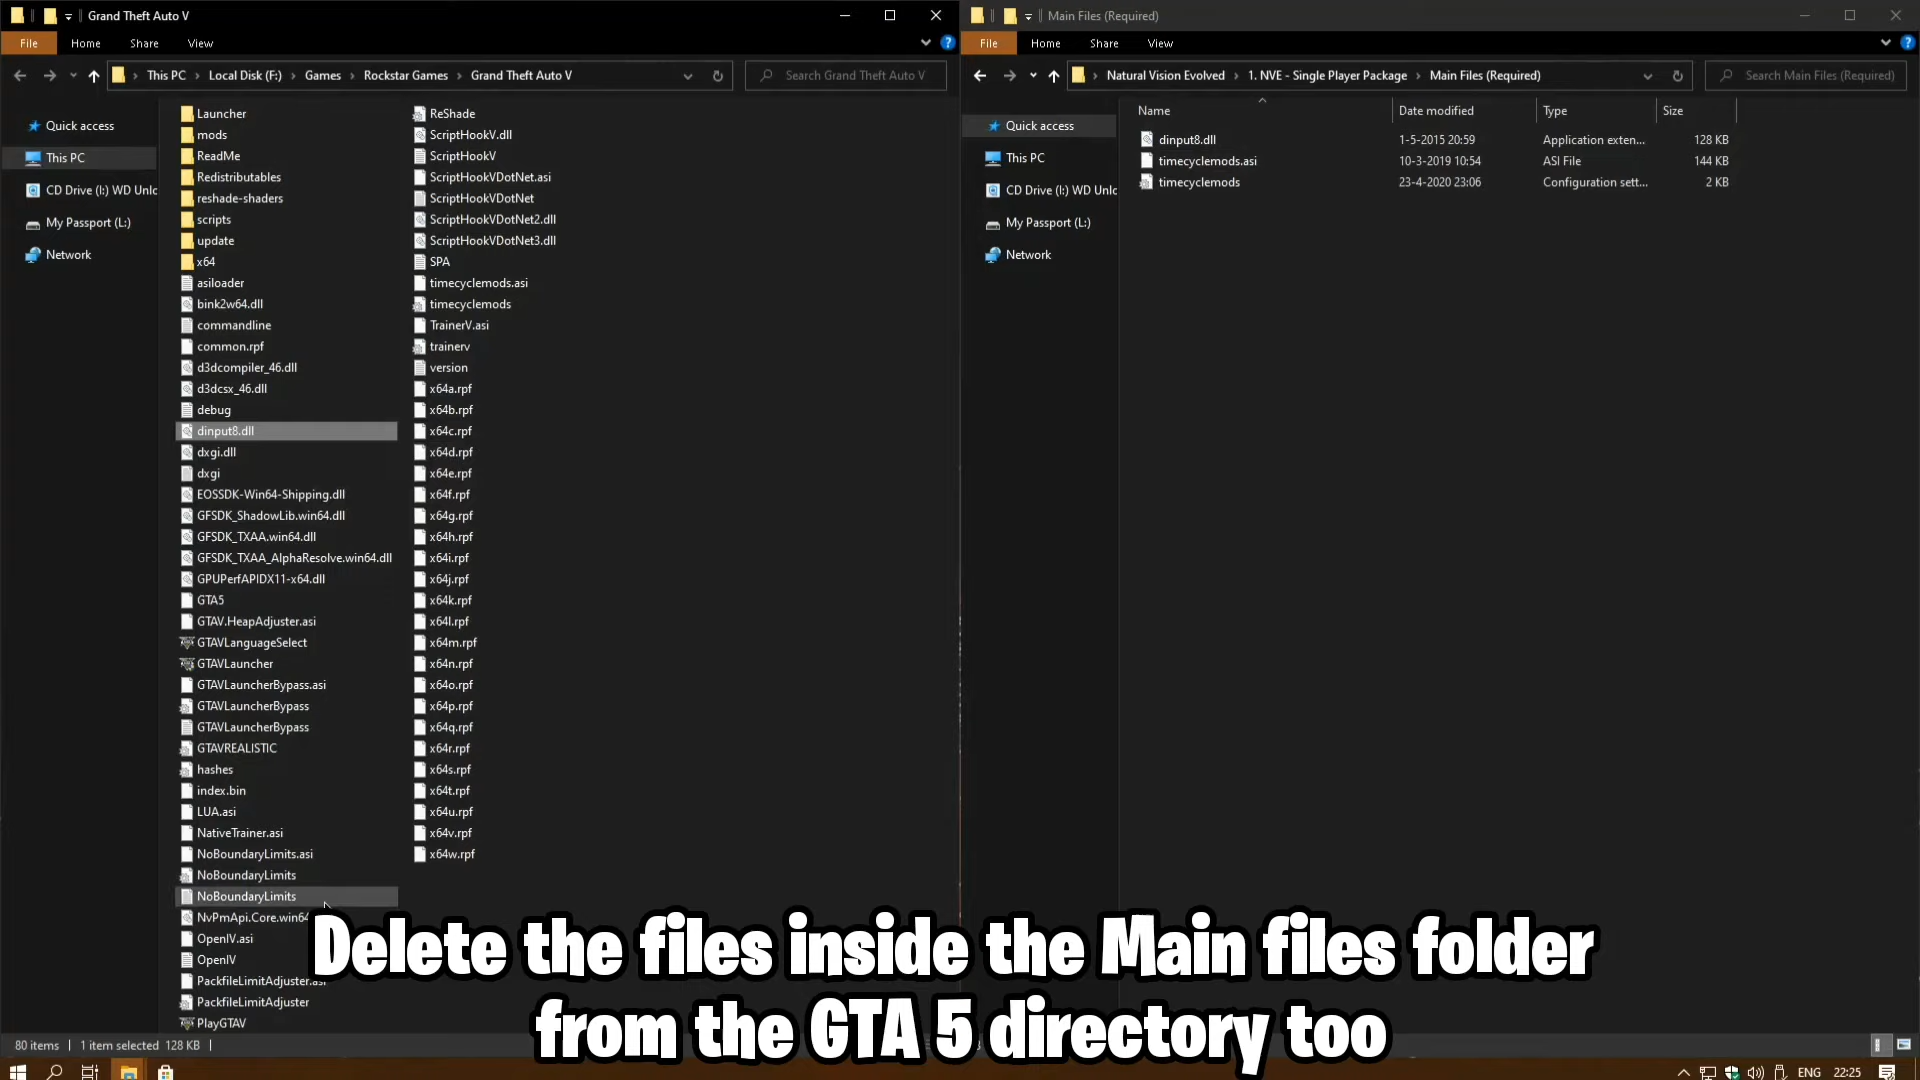 Grand Theft Auto V
File
Home
Share
View
This PC
Local Disk (F:)
Games
Rockstar Games
Grand Theft Auto V
Search Grand Theft Auto V
Quick access
This PC
CD Drive (I:) WD Unlo
My Passport (L:)
Network
Launcher
mods
ReadMe
Redistributables
reshade-shaders
scripts
update
x64
asiloader
bink2w64.dll
commandline
common.rpf
d3dcompiler_46.dll
d3dcsx_46.dll
debug
dinput8.dll
dxgi.dll
dxgi
EOSSDK-Win64-Shipping.dll
GFSDK_ShadowLib.win64.dll
GFSDK_TXAA.win64.dll
GFSDK_TXAA_AlphaResolve.win64.dll
GPUPerfAPIDX11-x64.dll
GTA5
GTAV.HeapAdjuster.asi
GTAVLanguageSelect
GTAVLauncher
GTAVLauncherBypass.asi
GTAVLauncherBypass
GTAVLauncherBypass
GTAVREALISTIC
hashes
index.bin
LUA.asi
NativeTrainer.asi
NoBoundaryLimits.asi
NoBoundaryLimits
NoBoundaryLimits
NvPmApi.Core.win64
OpenIV.asi
OpenIV
PackfileLimitAdjuster.asi
PackfileLimitAdjuster
PlayGTAV
ReShade
ScriptHookV.dll
ScriptHookV
ScriptHookVDotNet.asi
ScriptHookVDotNet
ScriptHookVDotNet2.dll
ScriptHookVDotNet3.dll
SPA
timecyclemods.asi
timecyclemods
TrainerV.asi
trainerv
version
x64a.rpf
x64b.rpf
x64c.rpf
x64d.rpf
x64e.rpf
x64f.rpf
x64g.rpf
x64h.rpf
x64i.rpf
x64j.rpf
x64k.rpf
x64l.rpf
x64m.rpf
x64n.rpf
x64o.rpf
x64p.rpf
x64q.rpf
x64r.rpf
x64s.rpf
x64t.rpf
x64u.rpf
x64v.rpf
x64w.rpf
80 items 1 item selected 128 KB
Main Files (Required)
File
Home
Share
View
Natural Vision Evolved
1. NVE - Single Player Package
Main Files (Required)
Search Main Files (Required)
Quick access
This PC
CD Drive (I:) WD Unlo
My Passport (L:)
Network
Name Date modified Type Size
dinput8.dll 1-5-2015 20:59 Application exten... 128 KB
timecyclemods.asi 10-3-2019 10:54 ASI File 144 KB
timecyclemods 23-4-2020 23:06 Configuration sett... 2 KB
Delete the files inside the Main files folder
from the GTA 5 directory too
ENG 22:25